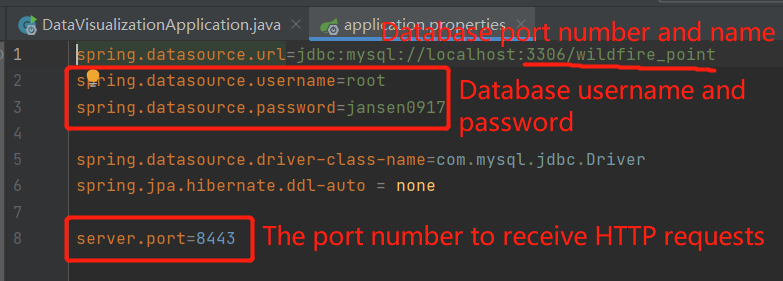 DataVisualizationApplication.java × application.properties ×
Database port number and name
1 spring.datasource.url=jdbc:mysql://localhost:3306/wildfire_point
2 spring.datasource.username=root
3 spring.datasource.password=jansen0917
Database username and
password
4
5 spring.datasource.driver-class-name=com.mysql.jdbc.Driver
6 spring.jpa.hibernate.ddl-auto = none
7
8 server.port=8443 The port number to receive HTTP requests